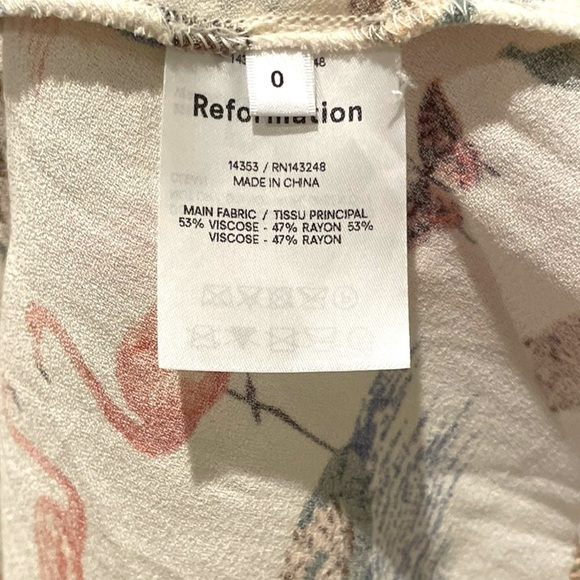 0
Reformation
14353 / RN143248
MADE IN CHINA
MAIN FABRIC / TISSU PRINCIPAL
53% VISCOSE - 47% RAYON 53%
VISCOSE - 47% RAYON